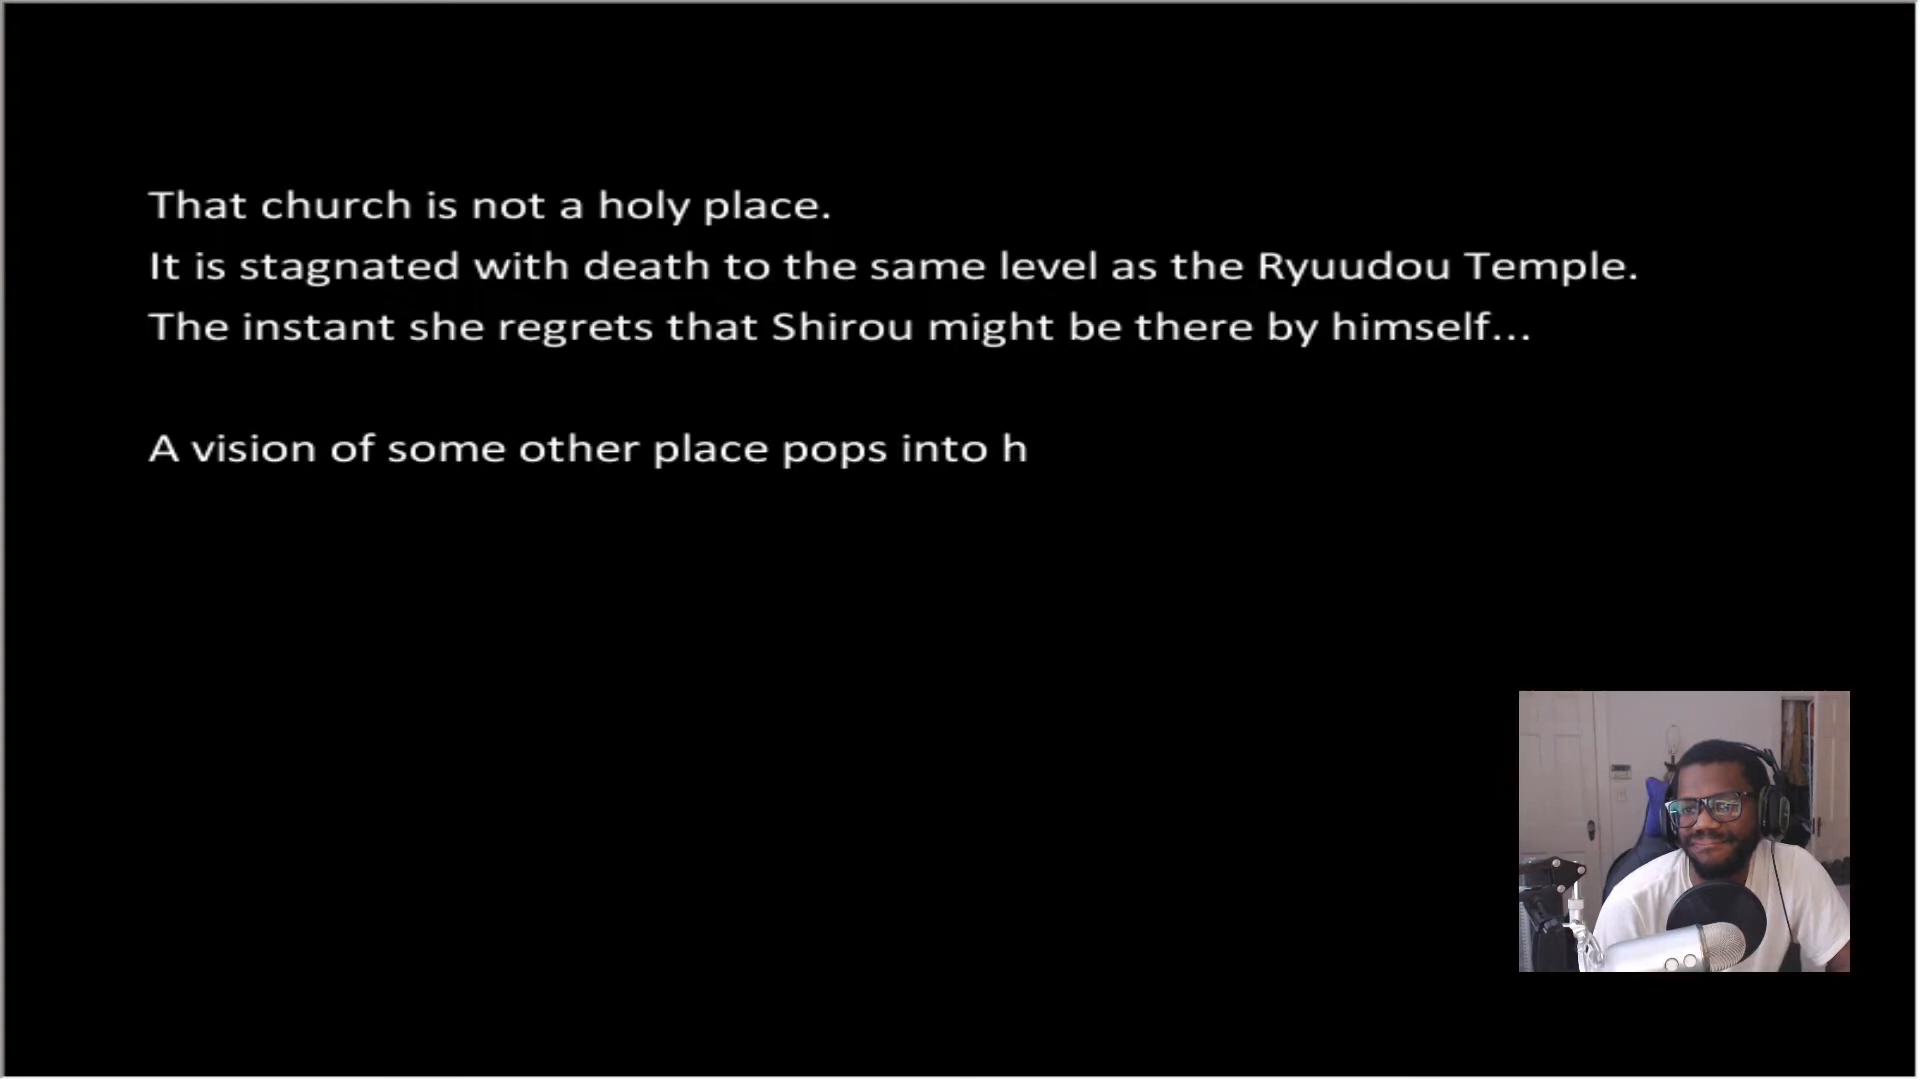 That church is not a holy place.
It is stagnated with death to the same level as the Ryuudou Temple.
The instant she regrets that Shirou might be there by himself...
A vision of some other place pops into h